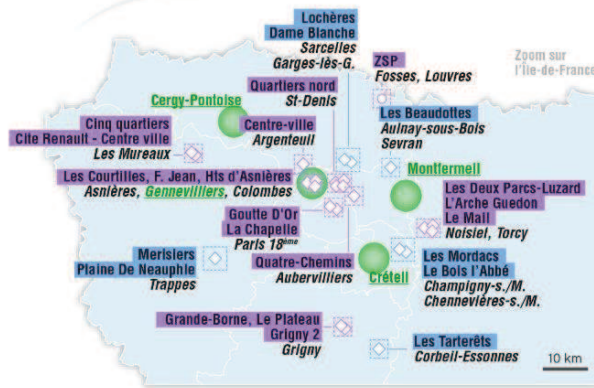 Lochères
Dame Blanche
Sarcelles
Garges-lès-G.
ZSP
Fosses, Louvres
Zoom sur
l'Île-de-France
Quartiers nord
St-Denis
Cergy-Pontoise
Les Beaudottes
Aulnay-sous-Bois
Sevran
Cinq quartiers
Cite Renault - Centre ville
Les Mureaux
Centre-ville
Argenteuil
Montfermeil
Les Courtilles, F. Jean, Hts d'Asnières
Asnières, Gennevilliers, Colombes
Les Deux Parcs-Luzard
L'Arche Guedon
Le Mail
Noisiel, Torcy
Goutte D'Or
La Chapelle
Paris 18ème
Merisiers
Plaine De Neauphle
Trappes
Quatre-Chemins
Aubervilliers
Créteil
Les Mordacs
Le Bois l'Abbé
Champigny-s./M.
Chennevières-s./M.
Grande-Borne, Le Plateau
Grigny 2
Grigny
Les Tarterêts
Corbeil-Essonnes
10 km